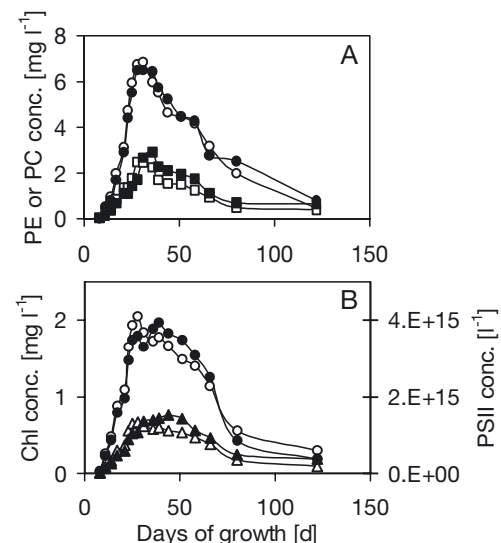 A
PE or PC conc. [mg l-1]
8
6
4
2
0
0 50 100 150
B
Chl conc. [mg l-1]
2
1
0
4.E+15
2.E+15
0.E+00
PSII conc. [l-1]
0 50 100 150
Days of growth [d]